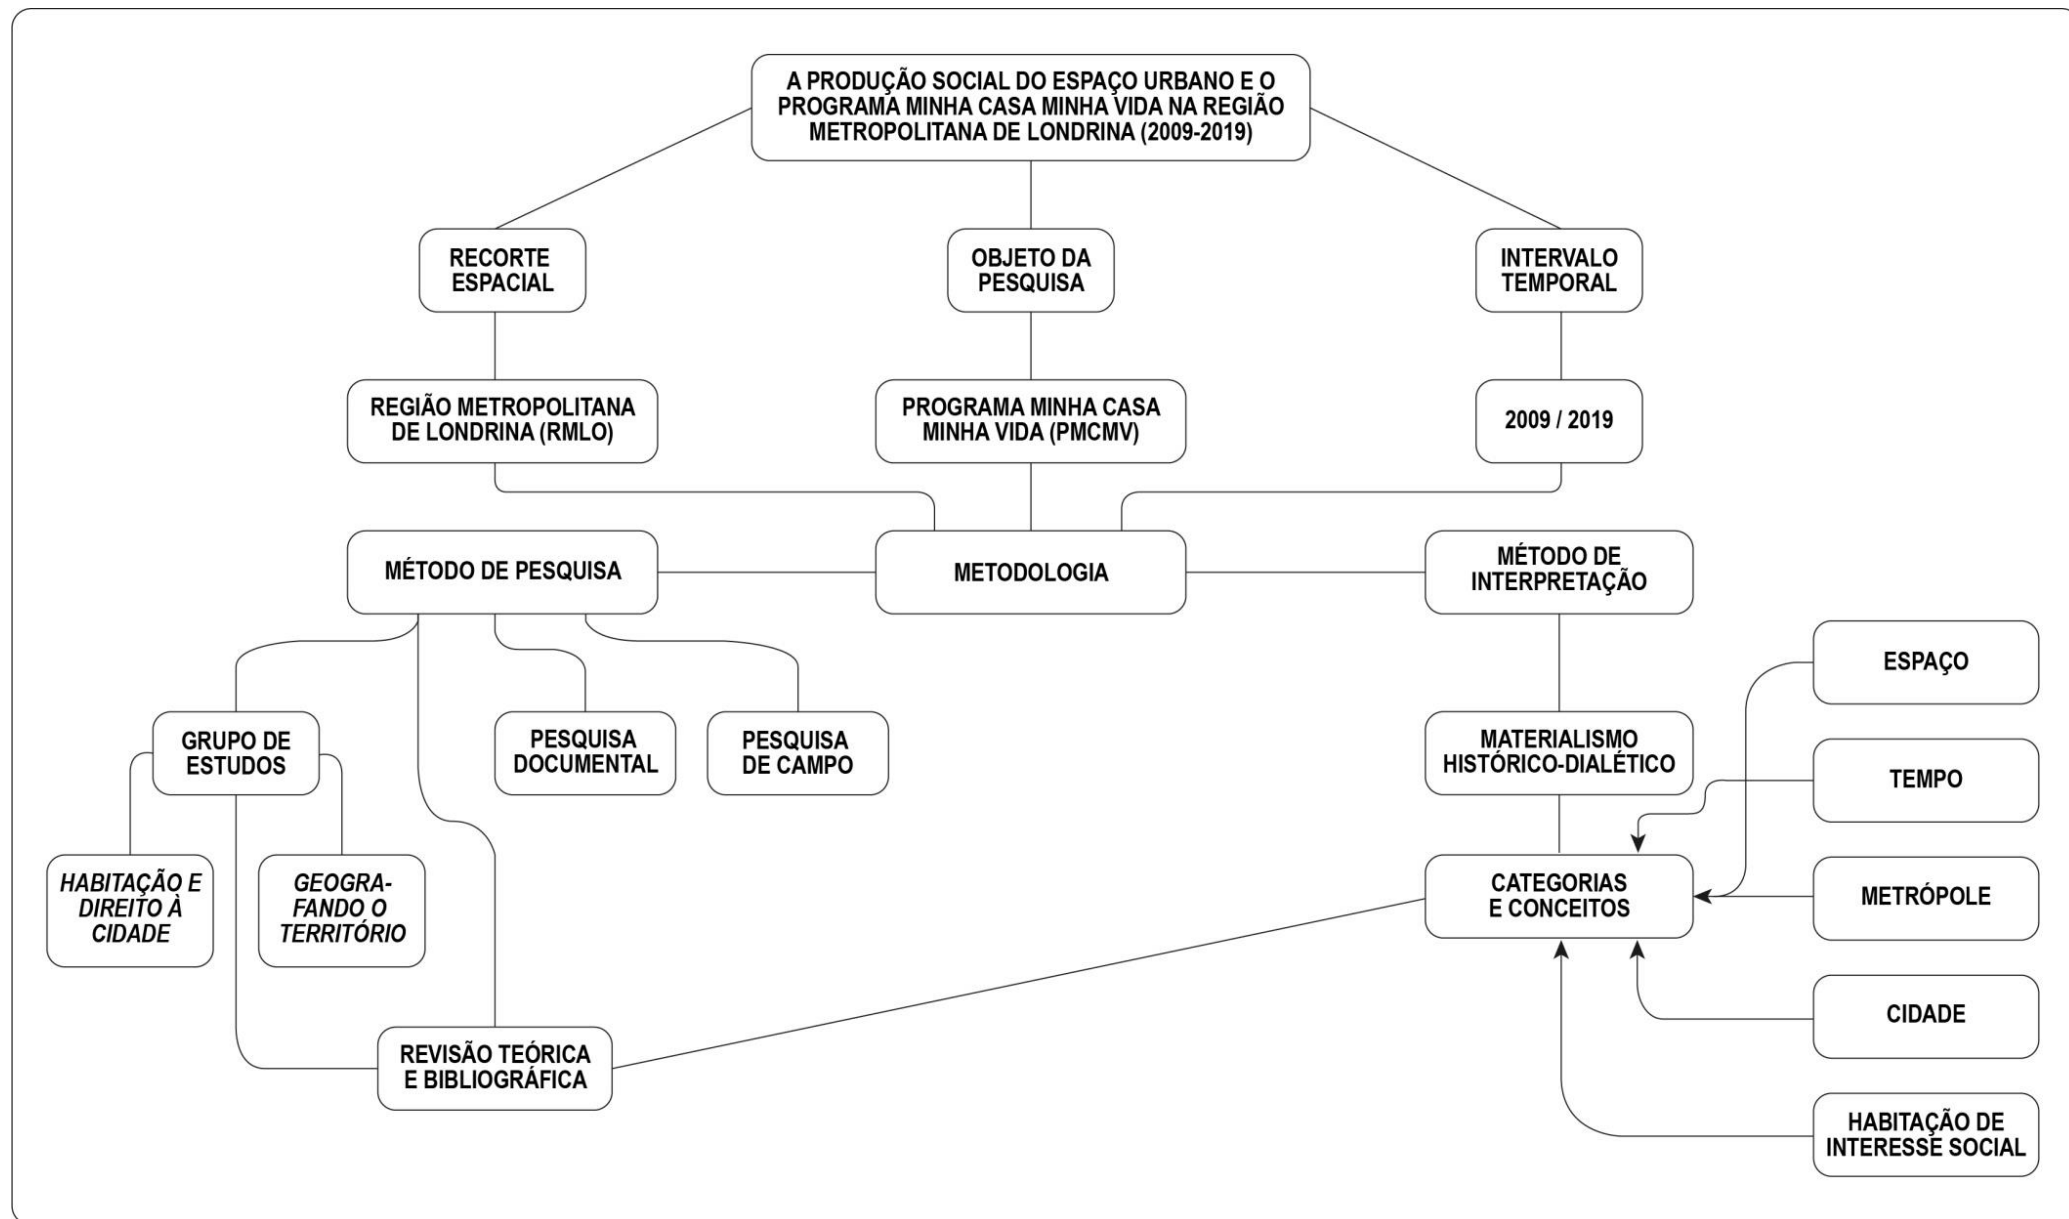 A PRODUÇÃO SOCIAL DO ESPAÇO URBANO E O
PROGRAMA MINHA CASA MINHA VIDA NA REGIÃO
METROPOLITANA DE LONDRINA (2009-2019)
RECORTE
ESPACIAL
OBJETO DA
PESQUISA
INTERVALO
TEMPORAL
REGIÃO METROPOLITANA
DE LONDRINA (RMLO)
PROGRAMA MINHA CASA
MINHA VIDA (PMCMV)
2009 / 2019
MÉTODO DE PESQUISA
METODOLOGIA
MÉTODO DE
INTERPRETAÇÃO
GRUPO DE
ESTUDOS
PESQUISA
DOCUMENTAL
PESQUISA
DE CAMPO
MATERIALISMO
HISTÓRICO-DIALÉTICO
ESPAÇO
TEMPO
HABITAÇÃO E
DIREITO À
CIDADE
GEOGRA-
FANDO O
TERRITÓRIO
CATEGORIAS
E CONCEITOS
METRÓPOLE
CIDADE
REVISÃO TEÓRICA
E BIBLIOGRÁFICA
HABITAÇÃO DE
INTERESSE SOCIAL